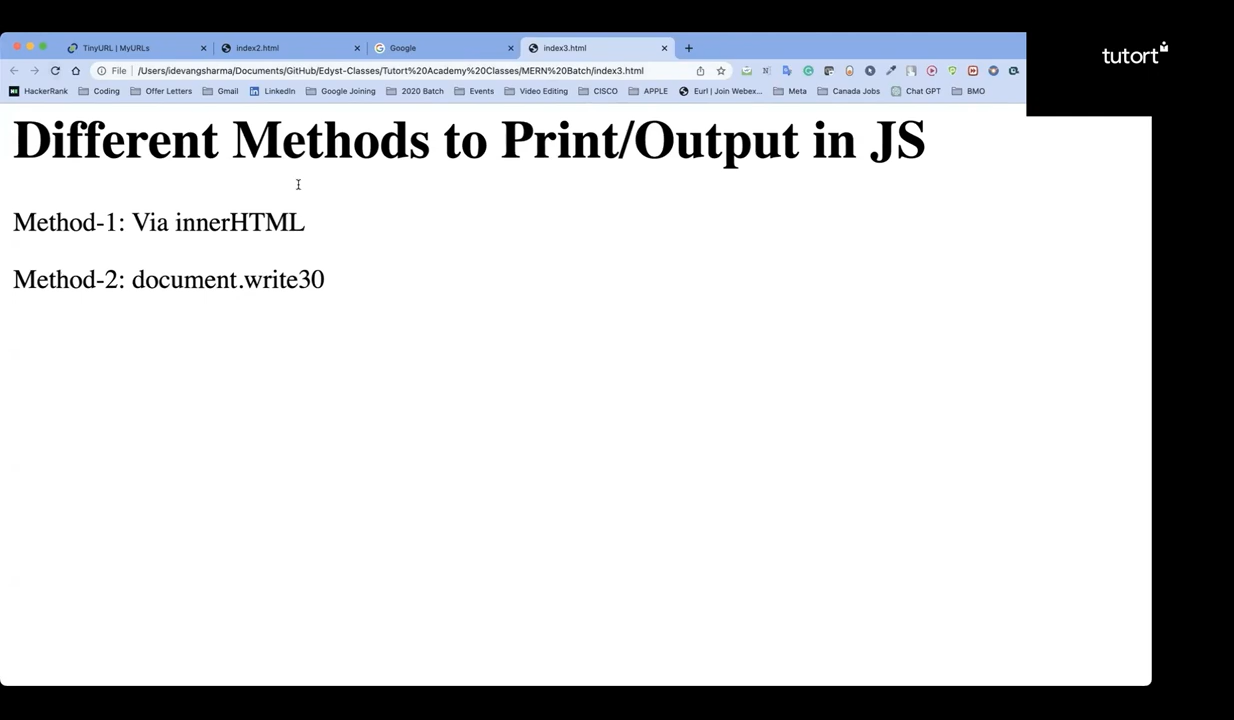 tutort
TinyURL | MyURLs
index2.html
Google
index3.html
File
/Users/idevangsharma/Documents/GitHub/Edyst-Classes/Tutort%20Academy%20Classes/MERN%20Batch/index3.html
HackerRank Coding Offer Letters Gmail LinkedIn Google Joining 2020 Batch Events Video Editing CISCO APPLE Eurl | Join Webex... Meta Canada Jobs Chat GPT BMO
Different Methods to Print/Output in JS
Method-1: Via innerHTML
Method-2: document.write30